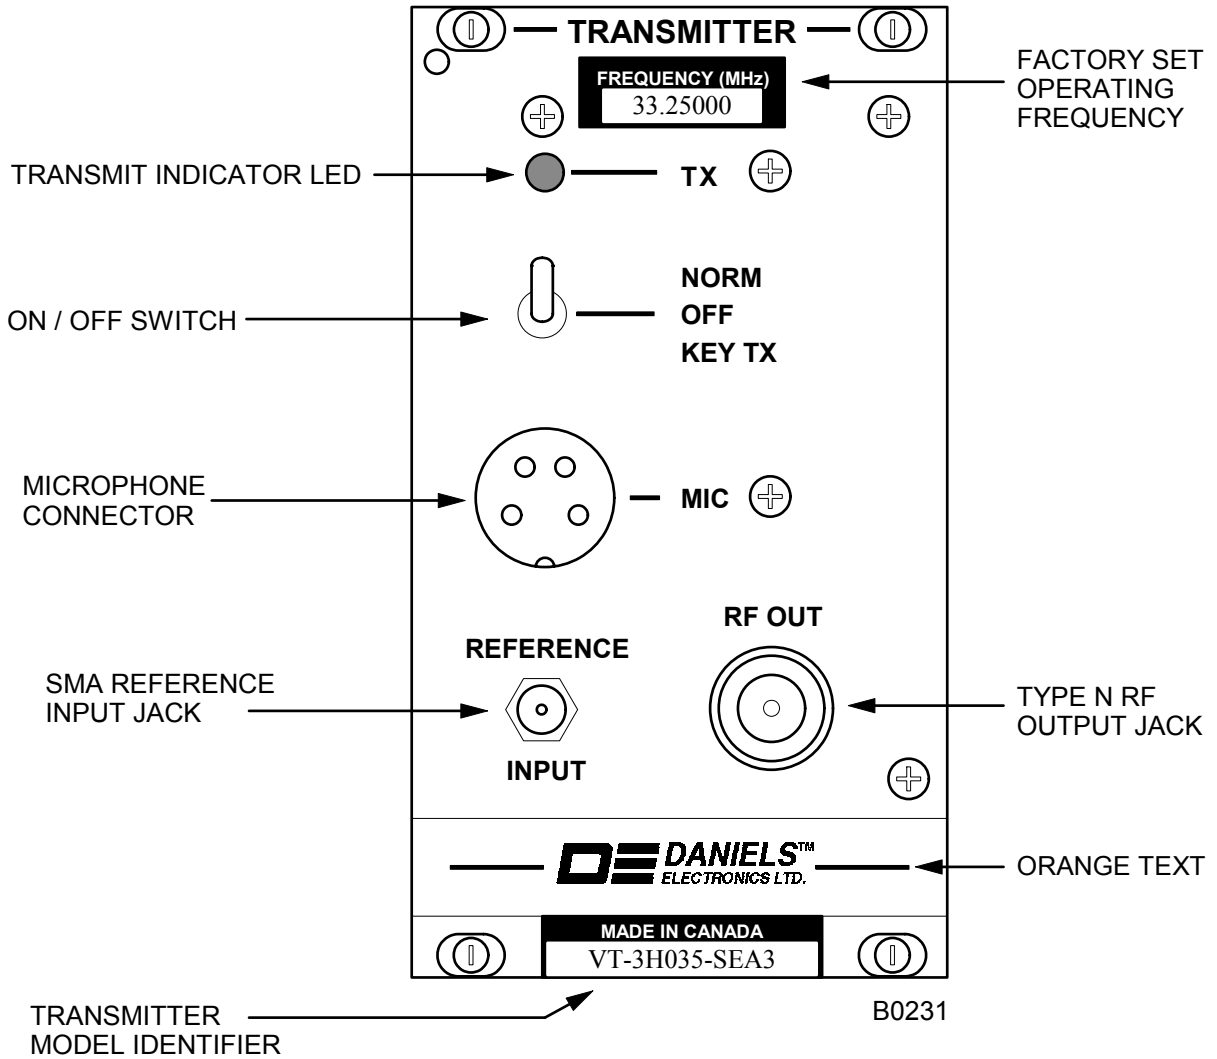 TRANSMITTER
FREQUENCY (MHz)
33.25000
FACTORY SET
OPERATING
FREQUENCY
TRANSMIT INDICATOR LED
TX
NORM
ON / OFF SWITCH
OFF
KEY TX
MICROPHONE
CONNECTOR
MIC
RF OUT
REFERENCE
SMA REFERENCE
INPUT JACK
INPUT
TYPE N RF
OUTPUT JACK
DE DANIELS™
ELECTRONICS LTD.
ORANGE TEXT
MADE IN CANADA
VT-3H035-SEA3
TRANSMITTER
MODEL IDENTIFIER
B0231